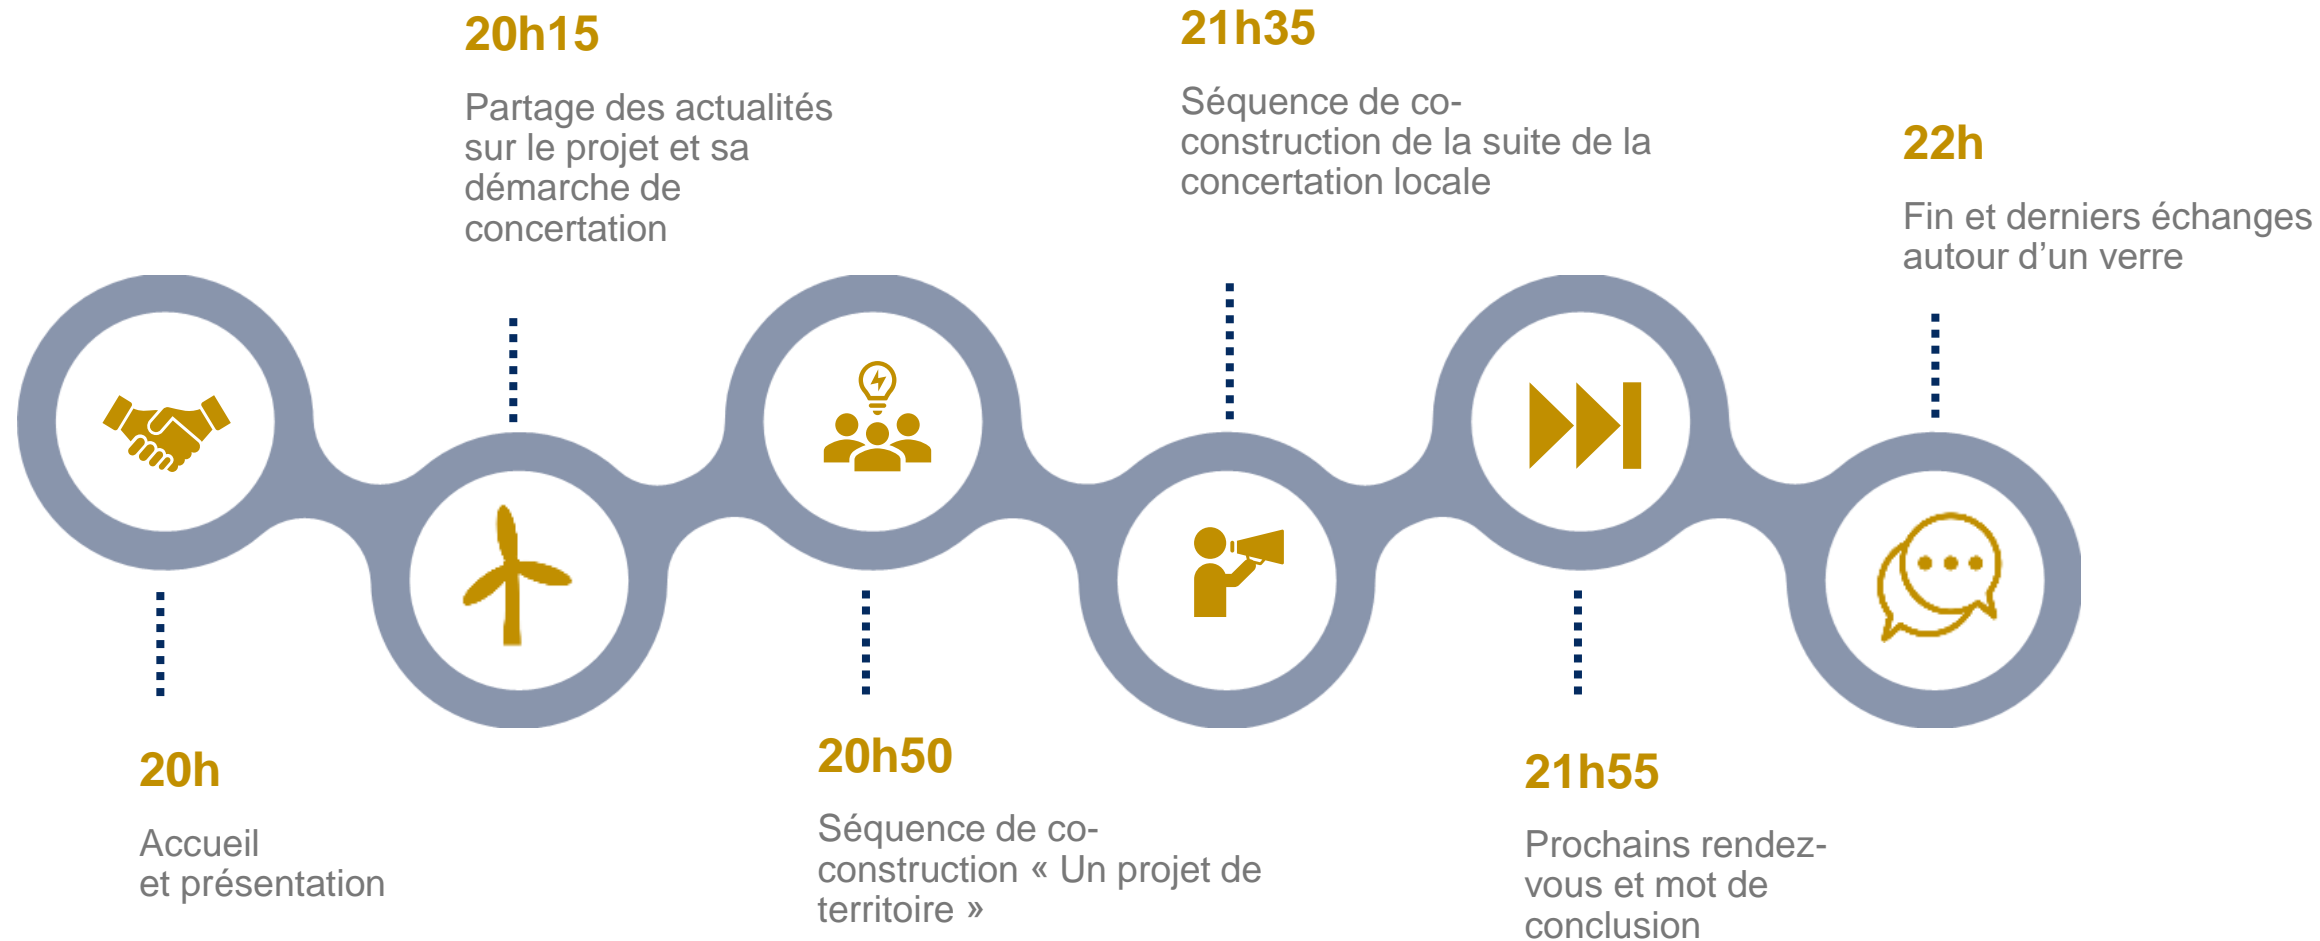 20h
Accueil
et présentation
20h15
Partage des actualités
sur le projet et sa
démarche de
concertation
20h50
Séquence de co-
construction « Un projet de
territoire »
21h35
Séquence de co-
construction de la suite de la
concertation locale
21h55
Prochains rendez-
vous et mot de
conclusion
22h
Fin et derniers échanges
autour d’un verre